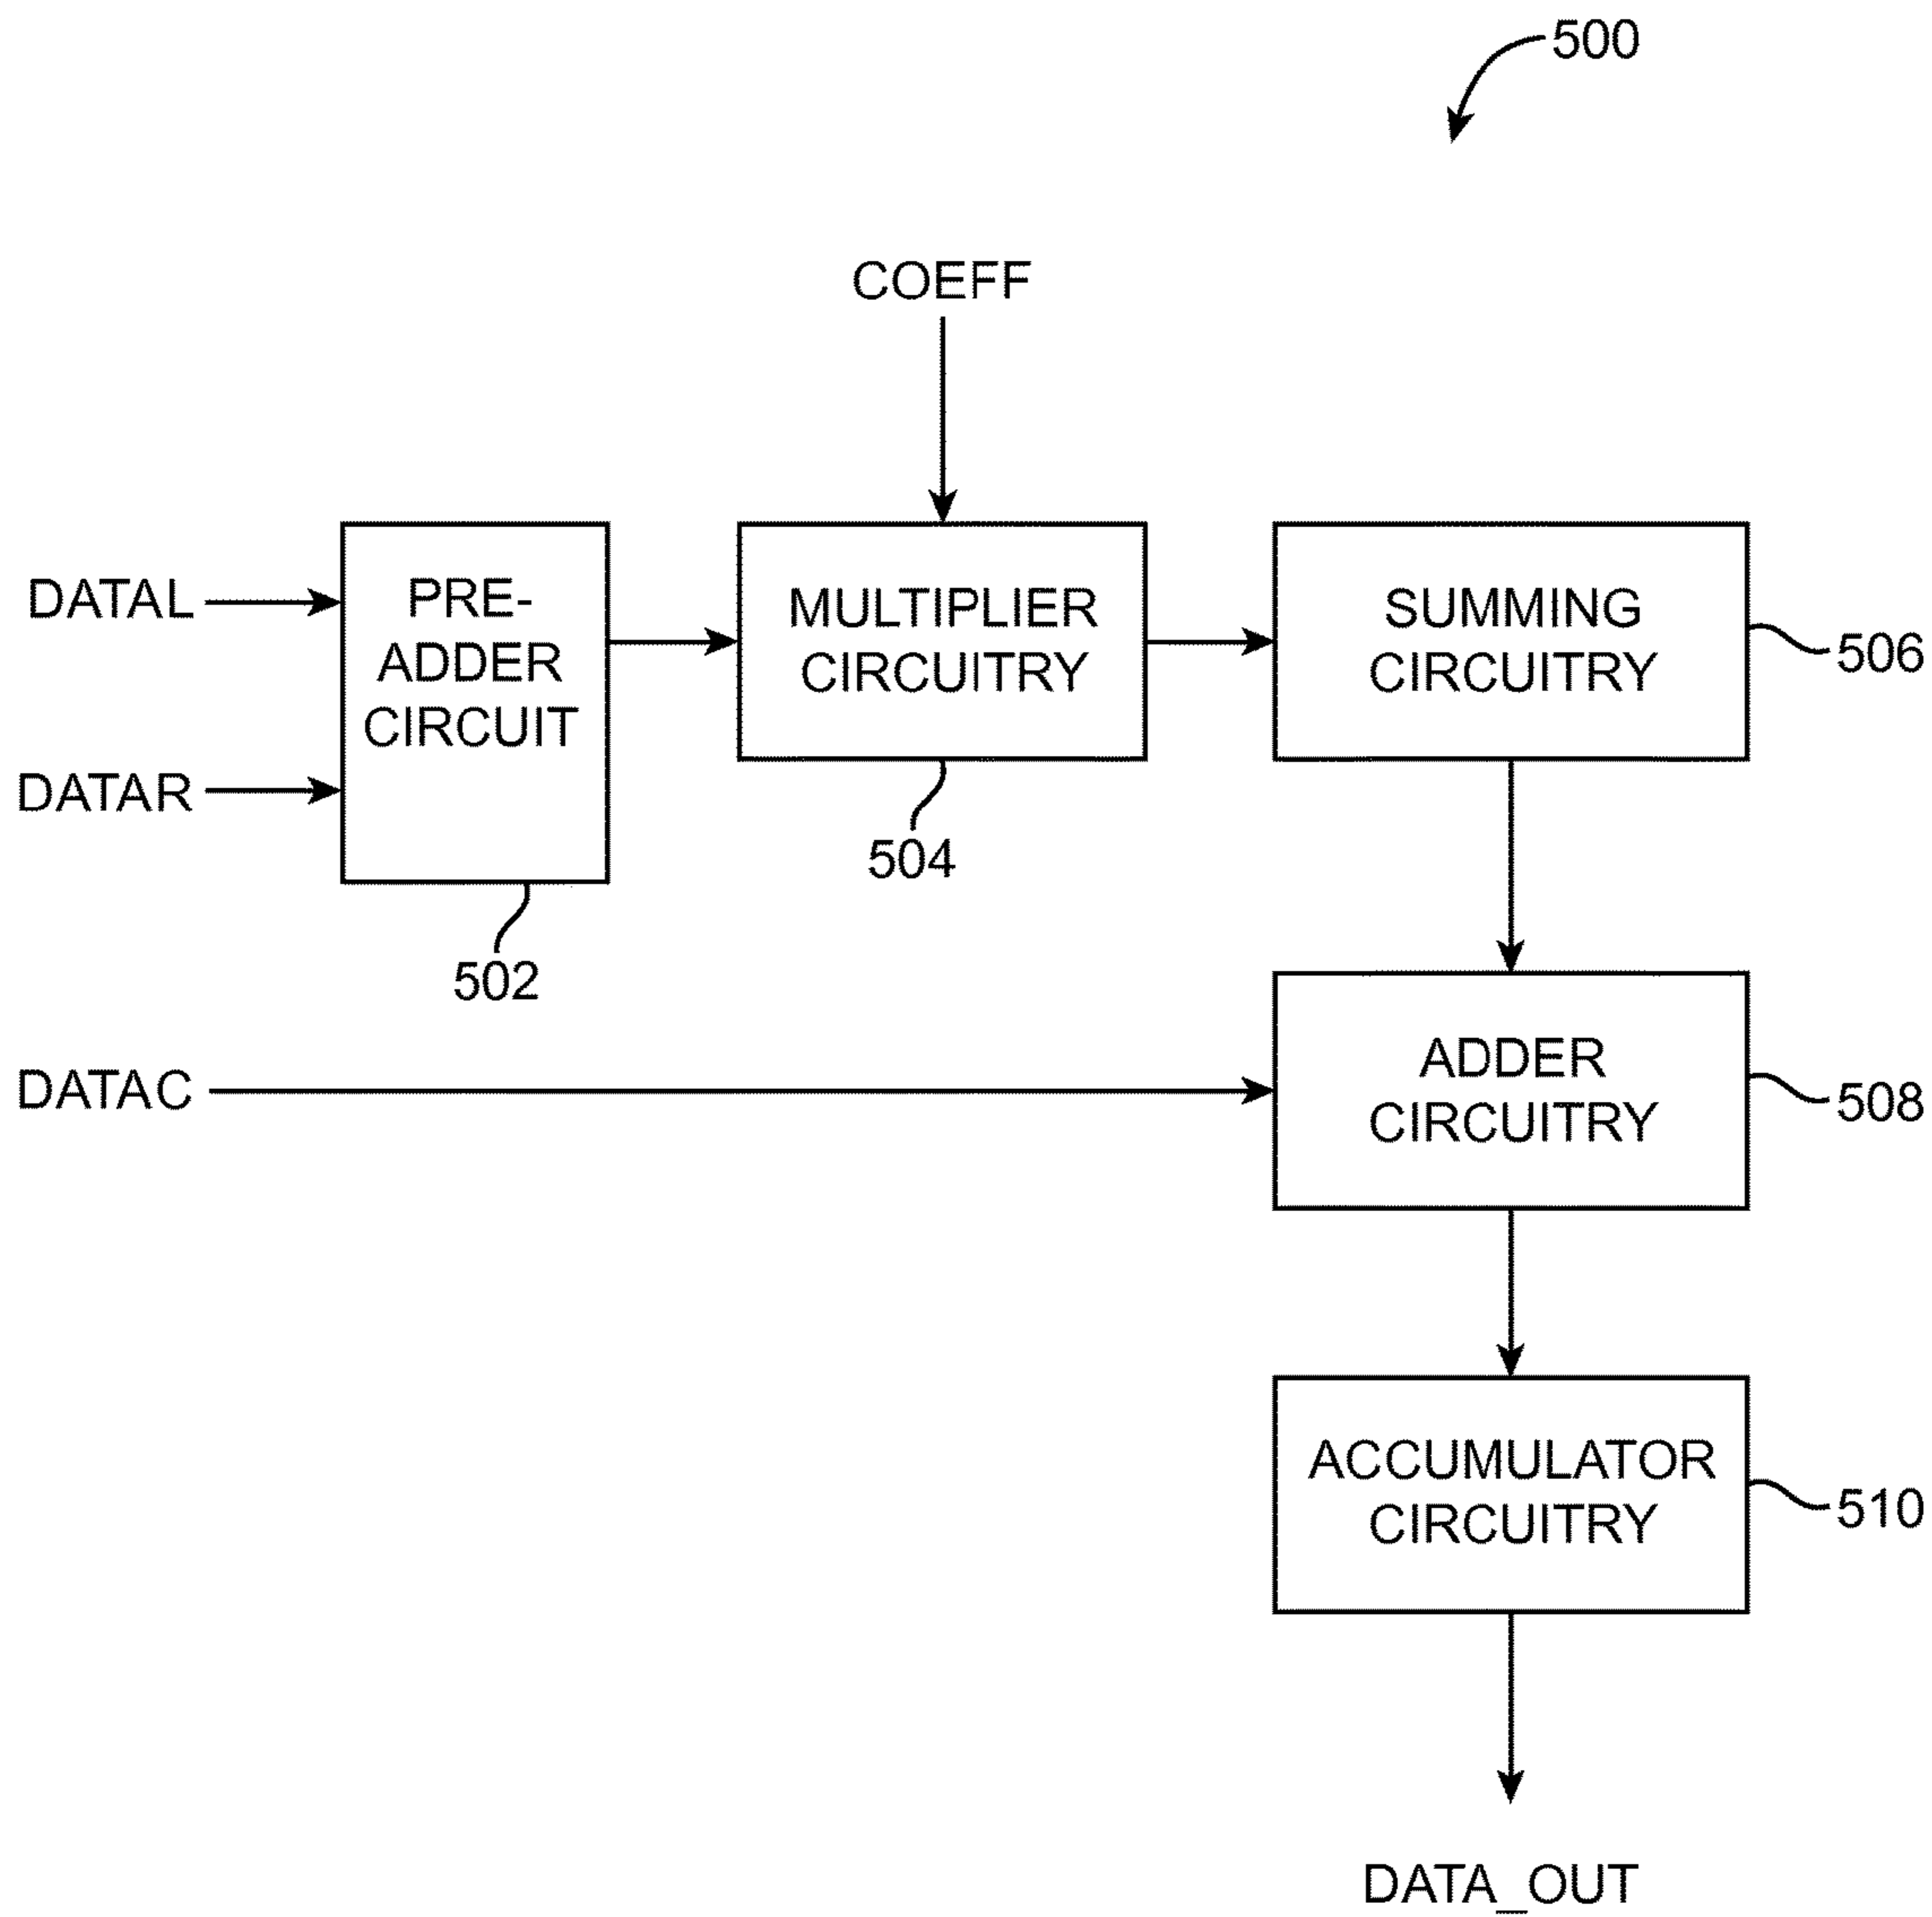 500
COEFF
DATAL
DATAR
PRE-
ADDER
CIRCUIT
502
MULTIPLIER
CIRCUITRY
504
SUMMING
CIRCUITRY
506
DATAC
ADDER
CIRCUITRY
508
ACCUMULATOR
CIRCUITRY
510
DATA_OUT